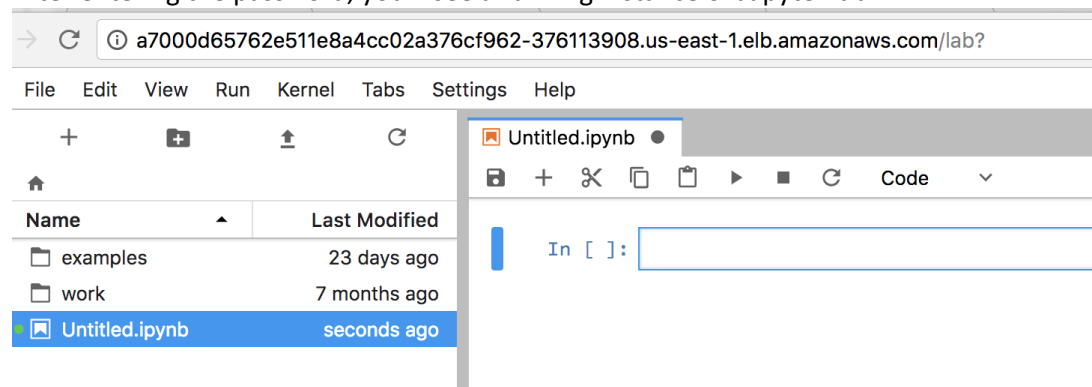 a7000d65762e511e8a4cc02a376cf962-376113908.us-east-1.elb.amazonaws.com/lab?
File Edit View Run Kernel Tabs Settings Help
Untitled.ipynb
Code
Name Last Modified
examples 23 days ago
work 7 months ago
Untitled.ipynb seconds ago
In [ ]: